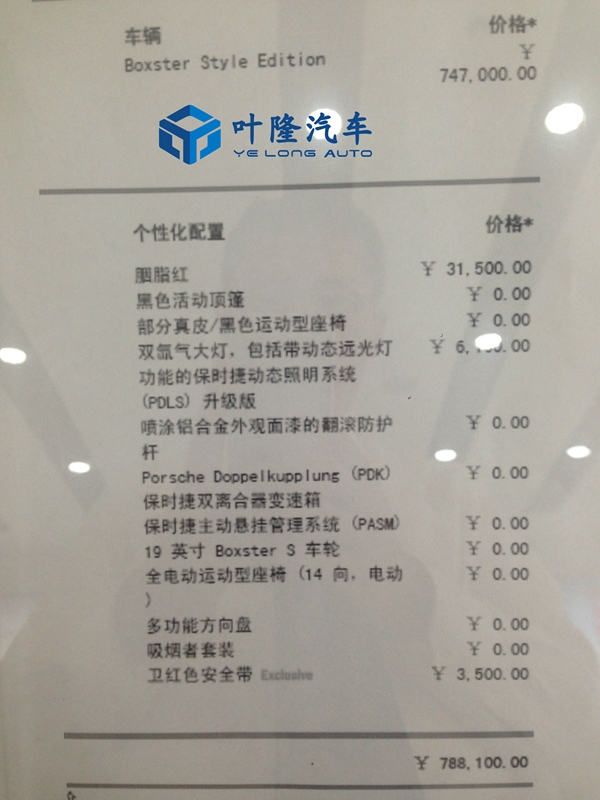 车辆 价格*
Boxster Style Edition ¥
747,000.00
叶隆汽车
YE LONG AUTO
个性化配置 价格*
胭脂红 ¥ 31,500.00
黑色活动顶篷 ¥ 0.00
部分真皮/黑色运动型座椅 ¥ 0.00
双氙气大灯，包括带动态远光灯 ¥
功能的保时捷动态照明系统
(PDLS) 升级版
喷涂铝合金外观面漆的翻滚防护 ¥ 0.00
杆
Porsche Doppelkupplung (PDK) ¥ 0.00
保时捷双离合器变速箱
保时捷主动悬挂管理系统 (PASM) ¥ 0.00
19 英寸 Boxster S 车轮 ¥ 0.00
全电动运动型座椅 (14 向，电动 ¥ 0.00
)
多功能方向盘 ¥ 0.00
吸烟者套装 ¥ 0.00
卫红色安全带 Exclusive ¥ 3,500.00
¥ 788,100.00